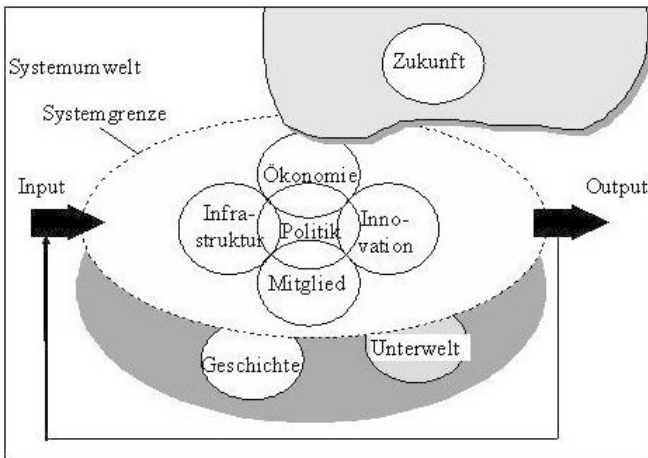 Zukunft
Systemumwelt
Systemgrenze
Ökonomie
Input
Output
Infra-
struktur
Politik
Inno-
vation
Mitglied
Geschichte
Unterwelt